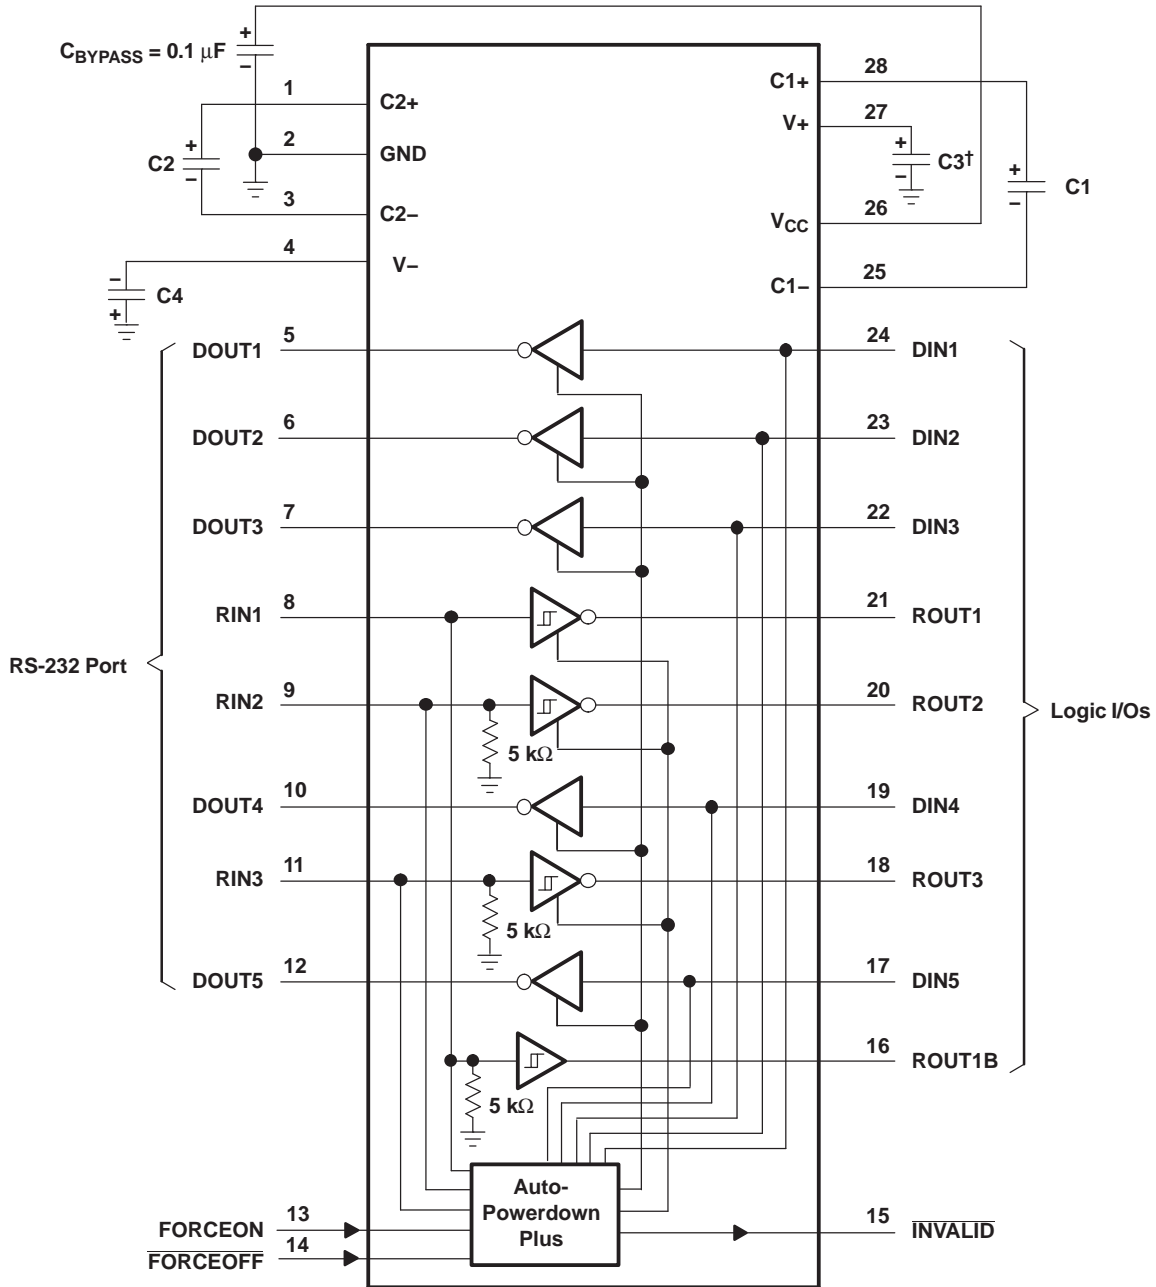 C_BYPASS = 0.1 μF
+
–
1
C2+
2
GND
C2
+
–
3
C2–
4
V–
–
C4
+
28
C1+
27
V+
+
–
C3†
+
–
C1
26
V_CC
25
C1–
DOUT1 5 24 DIN1
DOUT2 6 23 DIN2
DOUT3 7 22 DIN3
RIN1 8 21 ROUT1
RS-232 Port
RIN2 9 20 ROUT2
Logic I/Os
5 kΩ
DOUT4 10 19 DIN4
RIN3 11 18 ROUT3
5 kΩ
DOUT5 12 17 DIN5
16 ROUT1B
5 kΩ
Auto-
Powerdown
Plus
FORCEON 13
F̅O̅R̅C̅E̅O̅F̅F̅ 14
15 I̅N̅V̅A̅L̅I̅D̅